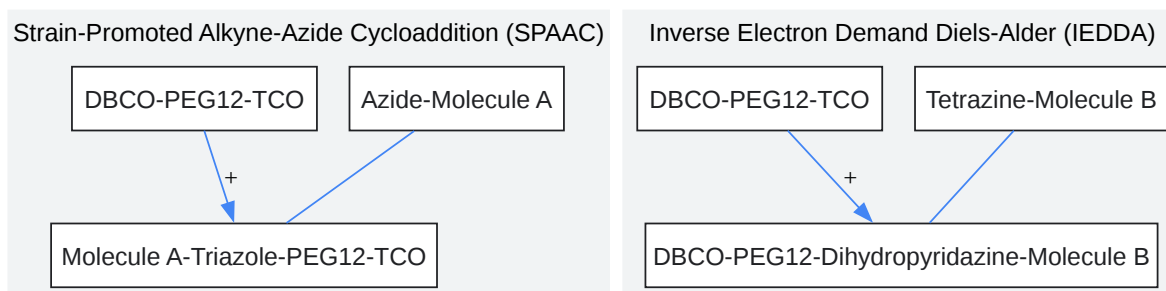 Strain-Promoted Alkyne-Azide Cycloaddition (SPAAC)
DBCO-PEG12-TCO
Azide-Molecule A
+
Molecule A-Triazole-PEG12-TCO
Inverse Electron Demand Diels-Alder (IEDDA)
DBCO-PEG12-TCO
Tetrazine-Molecule B
+
DBCO-PEG12-Dihydropyridazine-Molecule B